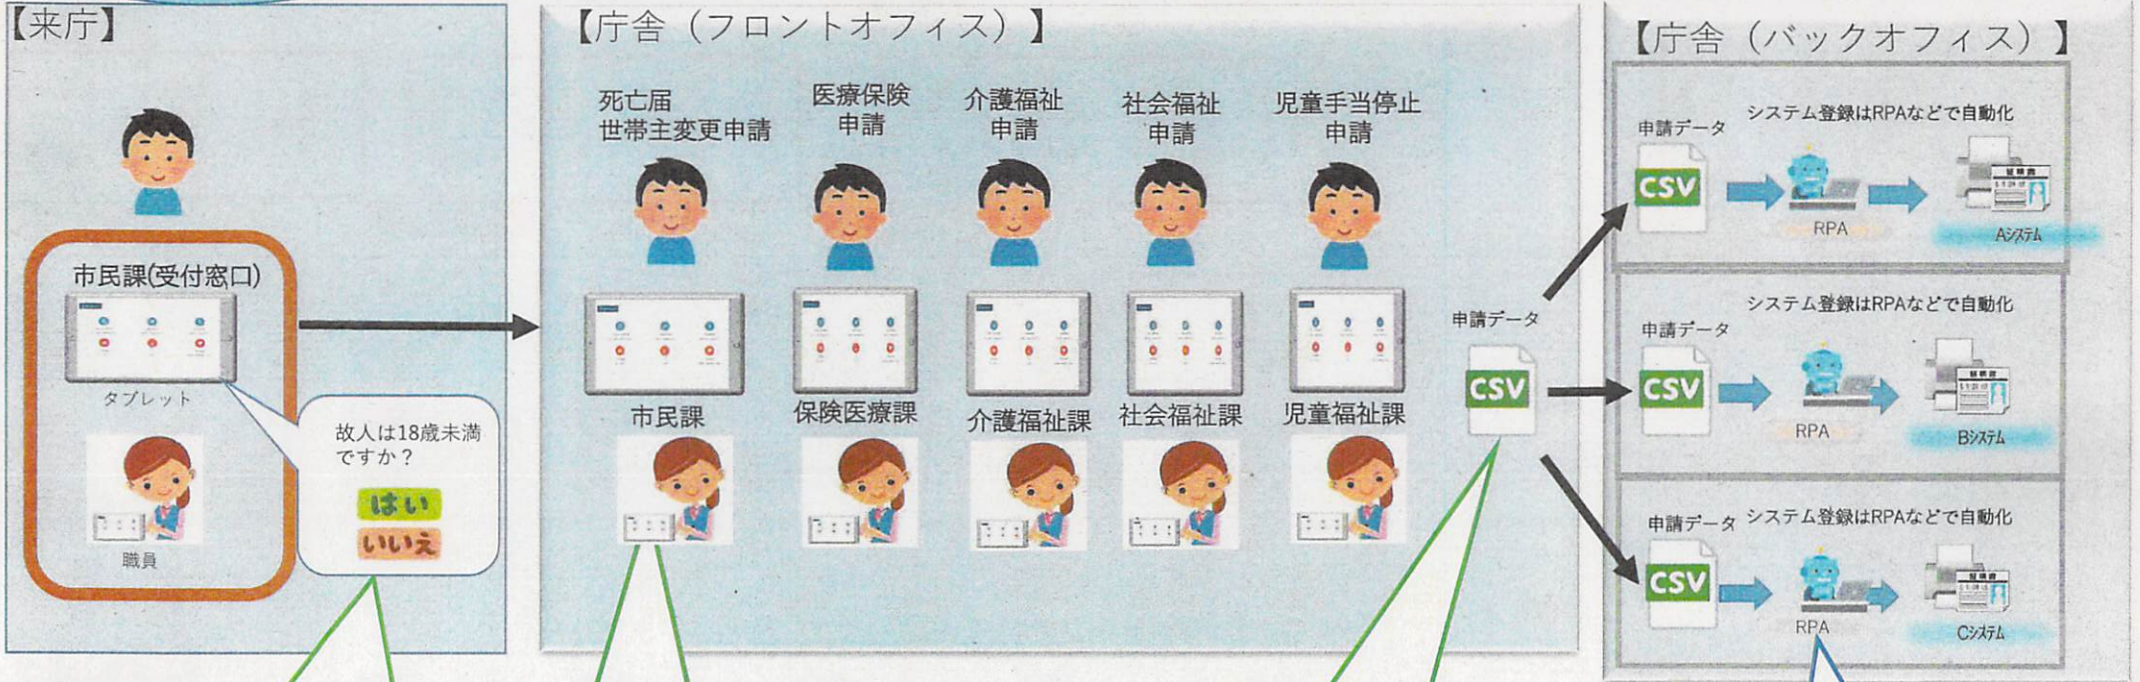 【来庁】
市民課(受付窓口)
タブレット
職員
故人は18歳未満
ですか？
はい
いいえ
【庁舎（フロントオフィス）】
死亡届
世帯主変更申請
医療保険
申請
介護福祉
申請
社会福祉
申請
児童手当停止
申請
市民課
保険医療課
介護福祉課
社会福祉課
児童福祉課
申請データ
CSV
【庁舎（バックオフィス）】
システム登録はRPAなどで自動化
申請データ
CSV
RPA
証明書
Aシステム
システム登録はRPAなどで自動化
申請データ
CSV
RPA
証明書
Bシステム
申請データ
システム登録はRPAなどで自動化
CSV
RPA
証明書
Cシステム